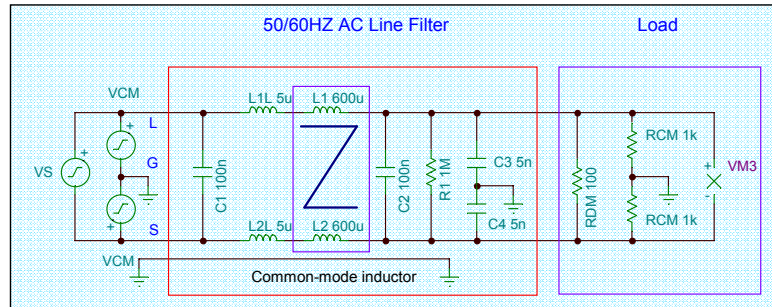 50/60HZ AC Line Filter
Load
VCM
L1L 5u
L1 600u
L
VS
G
S
C1 100n
C2 100n
R1 1M
C3 5n
C4 5n
RDM 100
RCM 1k
RCM 1k
VM3
+
-
+
+
+
L2L 5u
L2 600u
VCM
Common-mode inductor